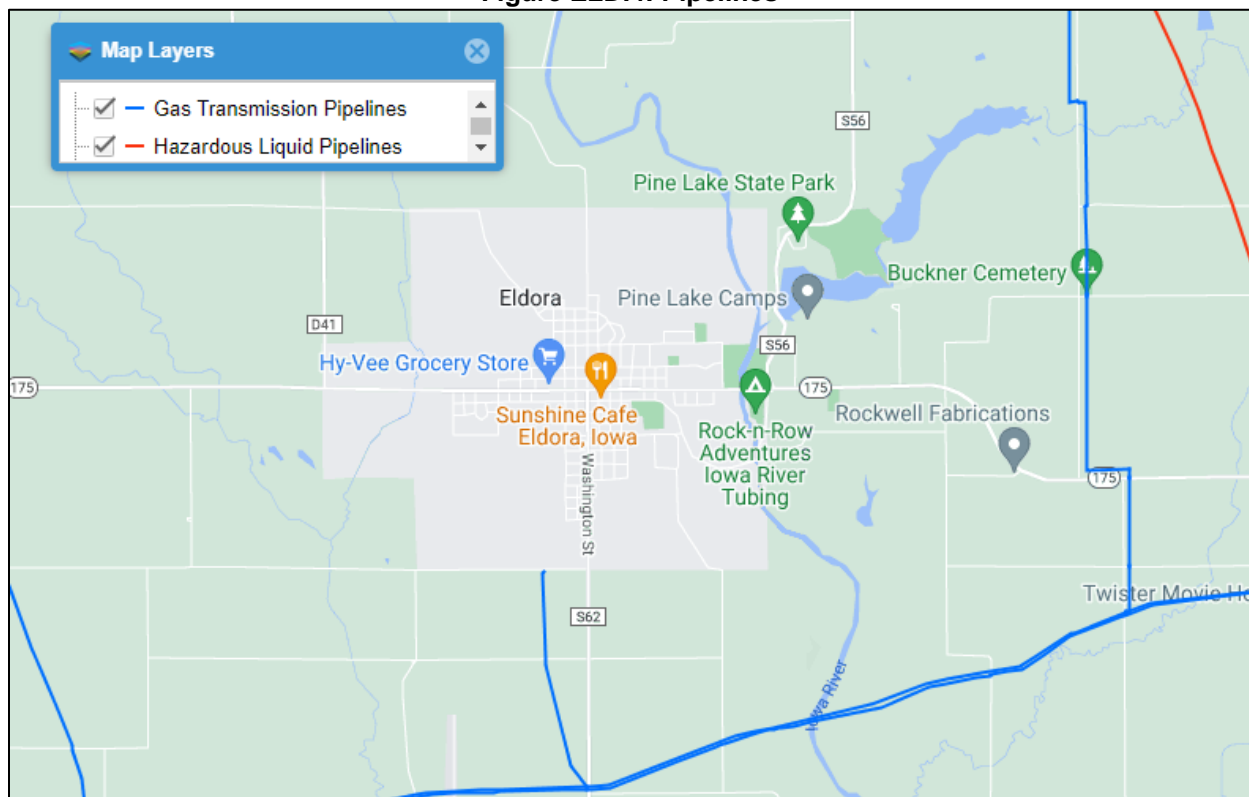 Map Layers
Gas Transmission Pipelines
Hazardous Liquid Pipelines
S56
Pine Lake State Park
Buckner Cemetery
Eldora
Pine Lake Camps
D41
S56
Hy-Vee Grocery Store
175
175
Sunshine Cafe
Eldora, Iowa
Rockwell Fabrications
Rock-n-Row
Adventures
Iowa River
Tubing
175
Washington St
Twister Movie
S62
Iowa River